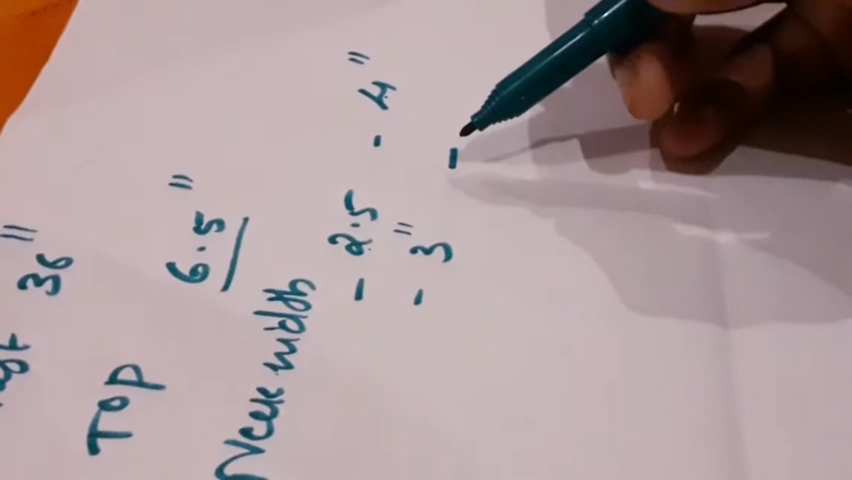 36"
Top 6.5"
Neck width
- 2.5 - 4"
- 3" -